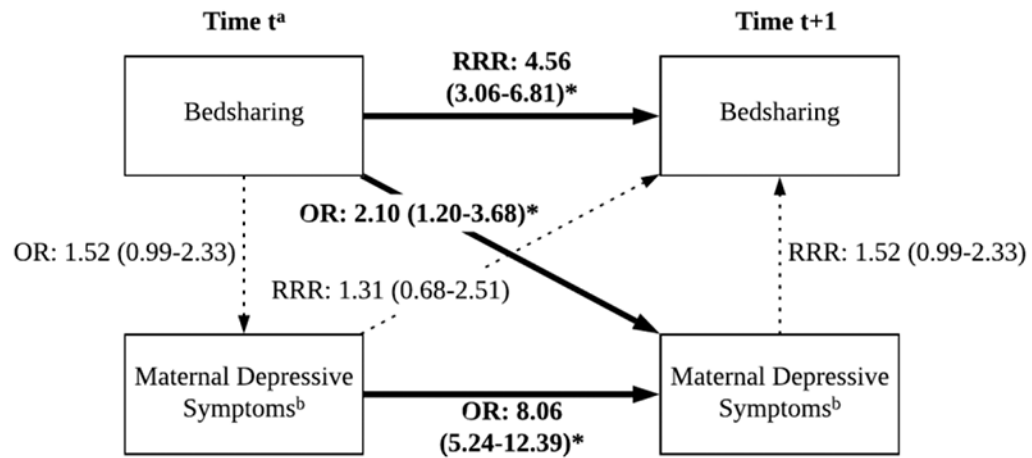 Time tᵃ
Time t+1
Bedsharing
RRR: 4.56
(3.06-6.81)*
Bedsharing
OR: 2.10 (1.20-3.68)*
OR: 1.52 (0.99-2.33)
RRR: 1.52 (0.99-2.33)
RRR: 1.31 (0.68-2.51)
Maternal Depressive
Symptomsᵇ
OR: 8.06
(5.24-12.39)*
Maternal Depressive
Symptomsᵇ